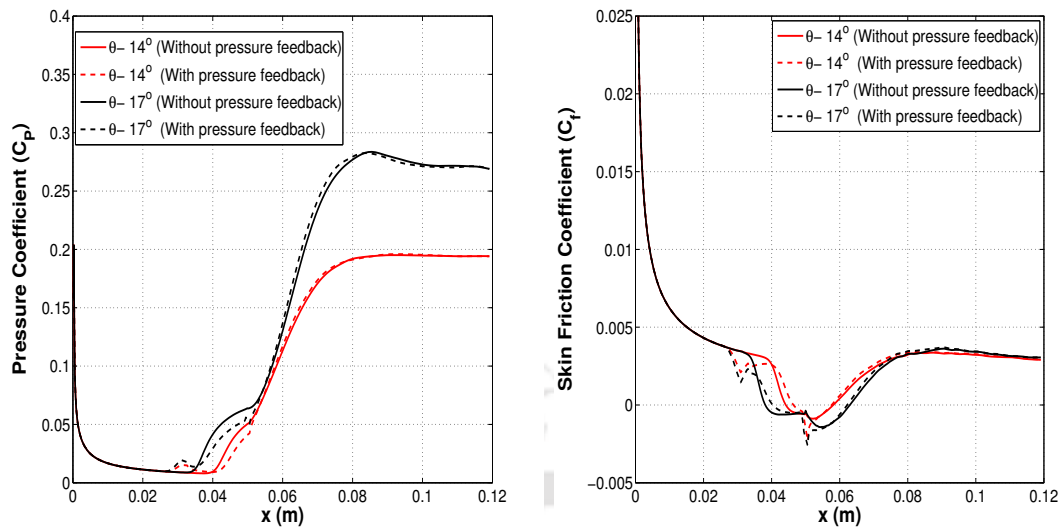 0.4
0.35
0.3
0.25
0.2
0.15
0.1
0.05
0
0
0.02
0.04
0.06
0.08
0.1
0.12
Pressure Coefficient (C_P)
x (m)
θ− 14° (Without pressure feedback)
θ− 14° (With pressure feedback)
θ− 17° (Without pressure feedback)
θ− 17° (With pressure feedback)
0.025
0.02
0.015
0.01
0.005
0
−0.005
0
0.02
0.04
0.06
0.08
0.1
0.12
Skin Friction Coefficient (C_f)
x (m)
θ− 14° (Without pressure feedback)
θ− 14° (With pressure feedback)
θ− 17° (Without pressure feedback)
θ− 17° (With pressure feedback)